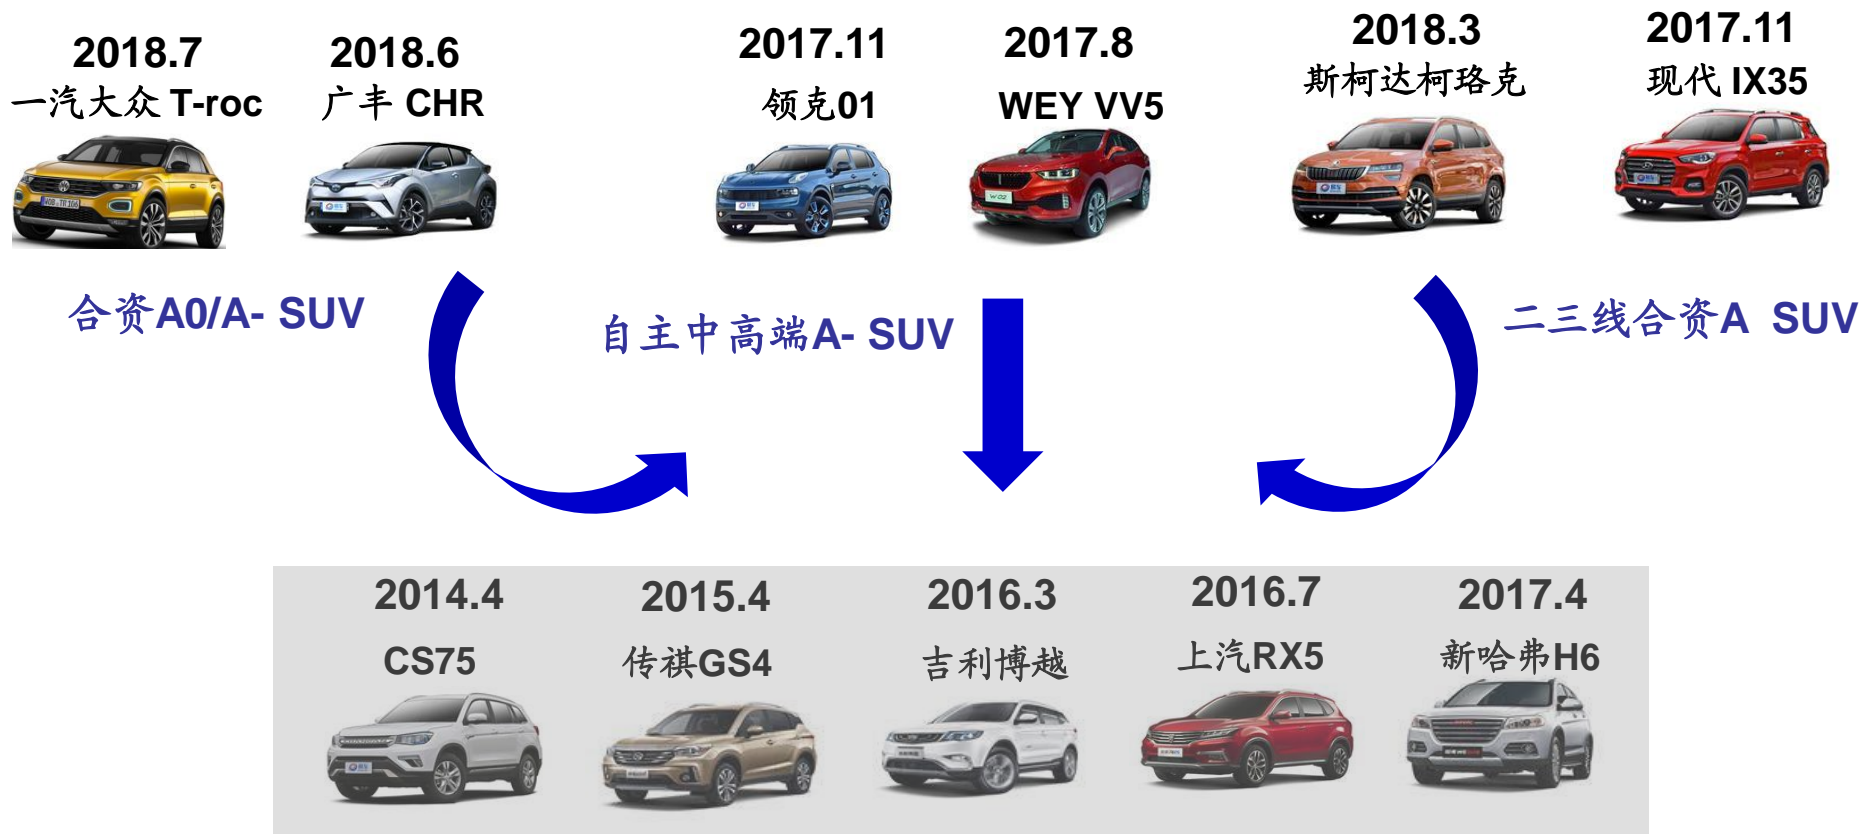 2018.7
一汽大众 T-roc
2018.6
广丰 CHR
2017.11
领克01
2017.8
WEY VV5
2018.3
斯柯达柯珞克
2017.11
现代 IX35
合资A0/A- SUV
自主中高端A- SUV
二三线合资A SUV
2014.4
CS75
2015.4
传祺GS4
2016.3
吉利博越
2016.7
上汽RX5
2017.4
新哈弗H6